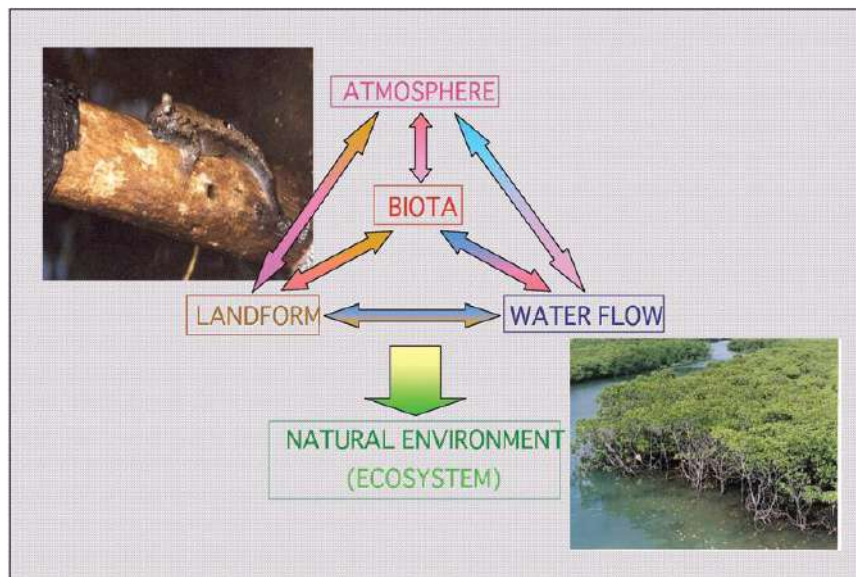 ATMOSPHERE
BIOTA
LANDFORM
WATER FLOW
NATURAL ENVIRONMENT
(ECOSYSTEM)